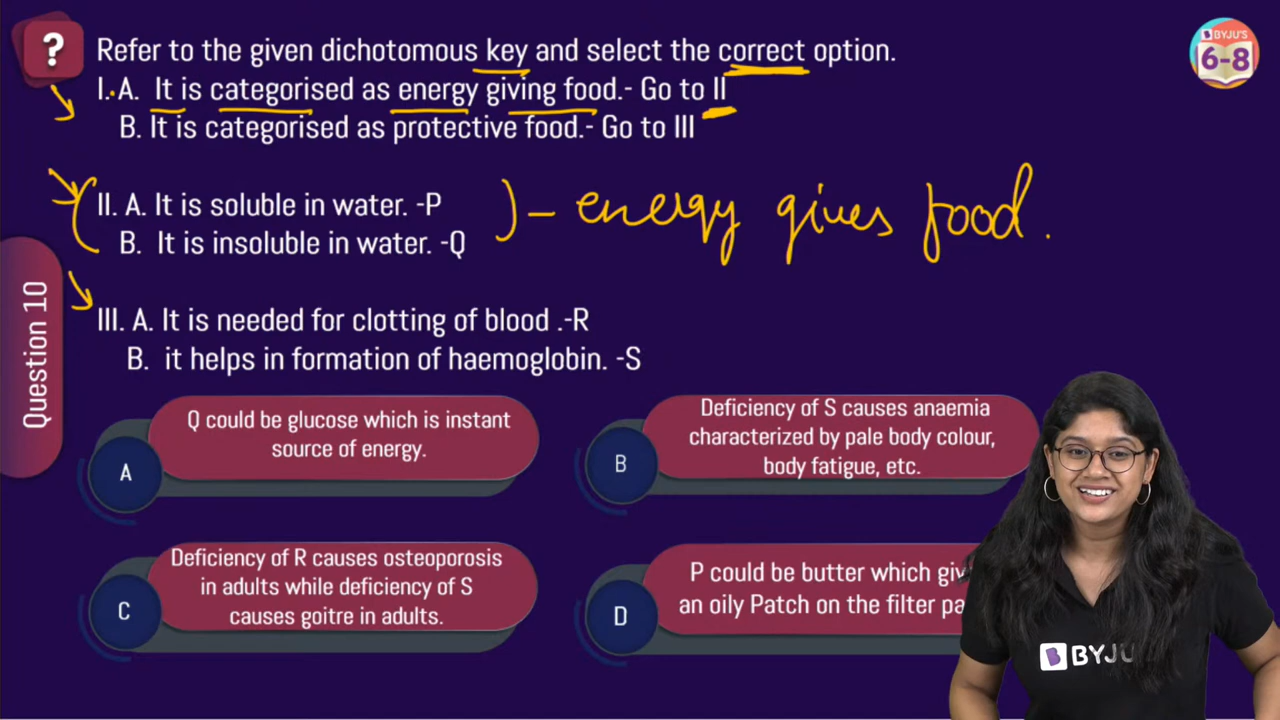 ?
Refer to the given dichotomous key and select the correct option.
BYJU'S
6-8
I. A. It is categorised as energy giving food.- Go to II
B. It is categorised as protective food.- Go to III
II. A. It is soluble in water. -P
B. It is insoluble in water. -Q
) - energy gives food.
III. A. It is needed for clotting of blood .-R
B. it helps in formation of haemoglobin. -S
Question 10
A
Q could be glucose which is instant
source of energy.
B
Deficiency of S causes anaemia
characterized by pale body colour,
body fatigue, etc.
C
Deficiency of R causes osteoporosis
in adults while deficiency of S
causes goitre in adults.
D
P could be butter which
an oily Patch on the filter
BYJU